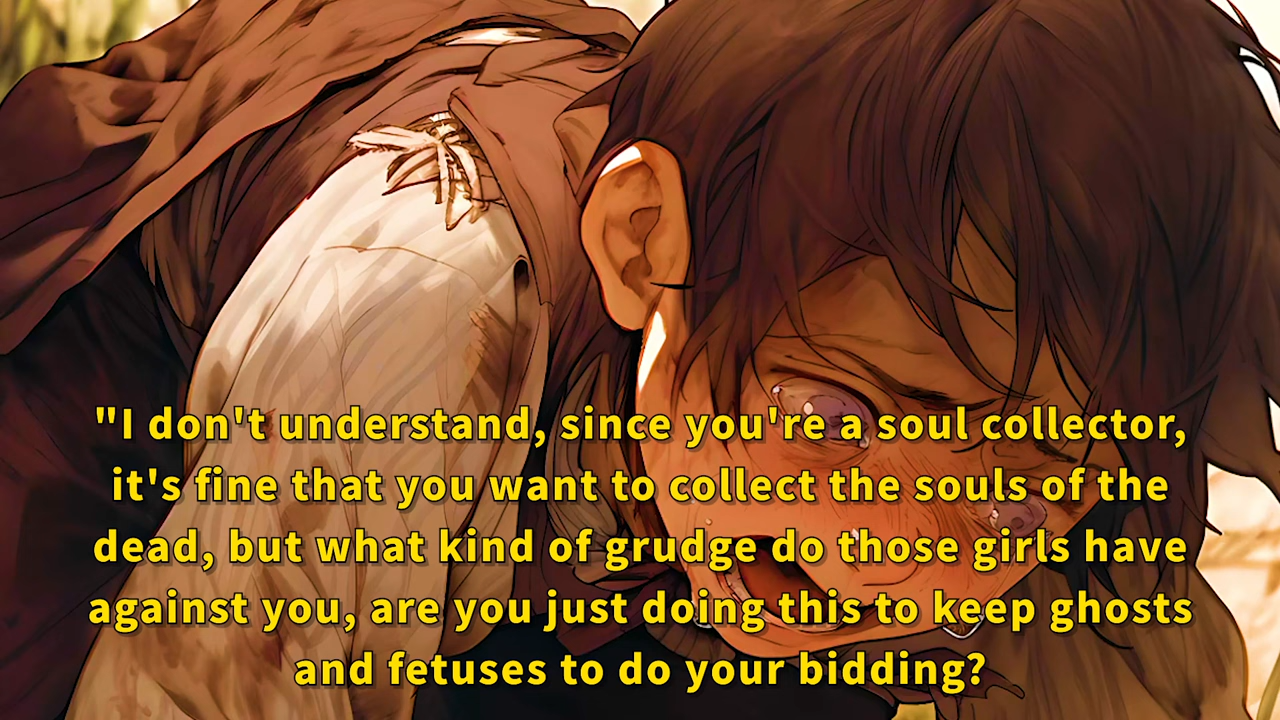 "I don't understand, since you're a soul collector,
it's fine that you want to collect the souls of the
dead, but what kind of grudge do those girls have
against you, are you just doing this to keep ghosts
and fetuses to do your bidding?